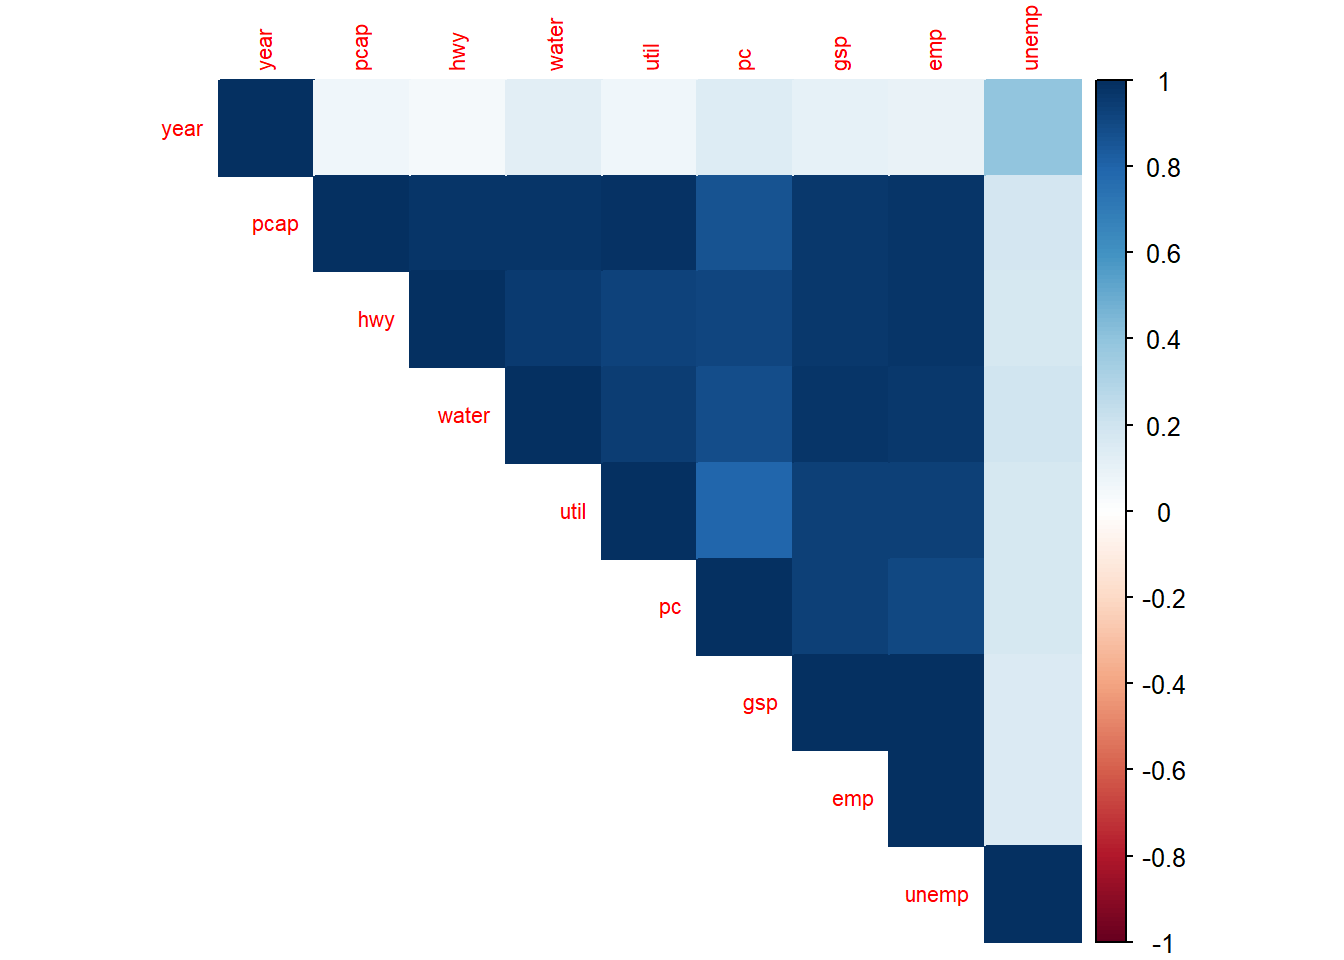 year
pcap
hwy
water
util
pc
gsp
emp
unemp
year
pcap
hwy
water
util
pc
gsp
emp
unemp
1
0.8
0.6
0.4
0.2
0
-0.2
-0.4
-0.6
-0.8
-1